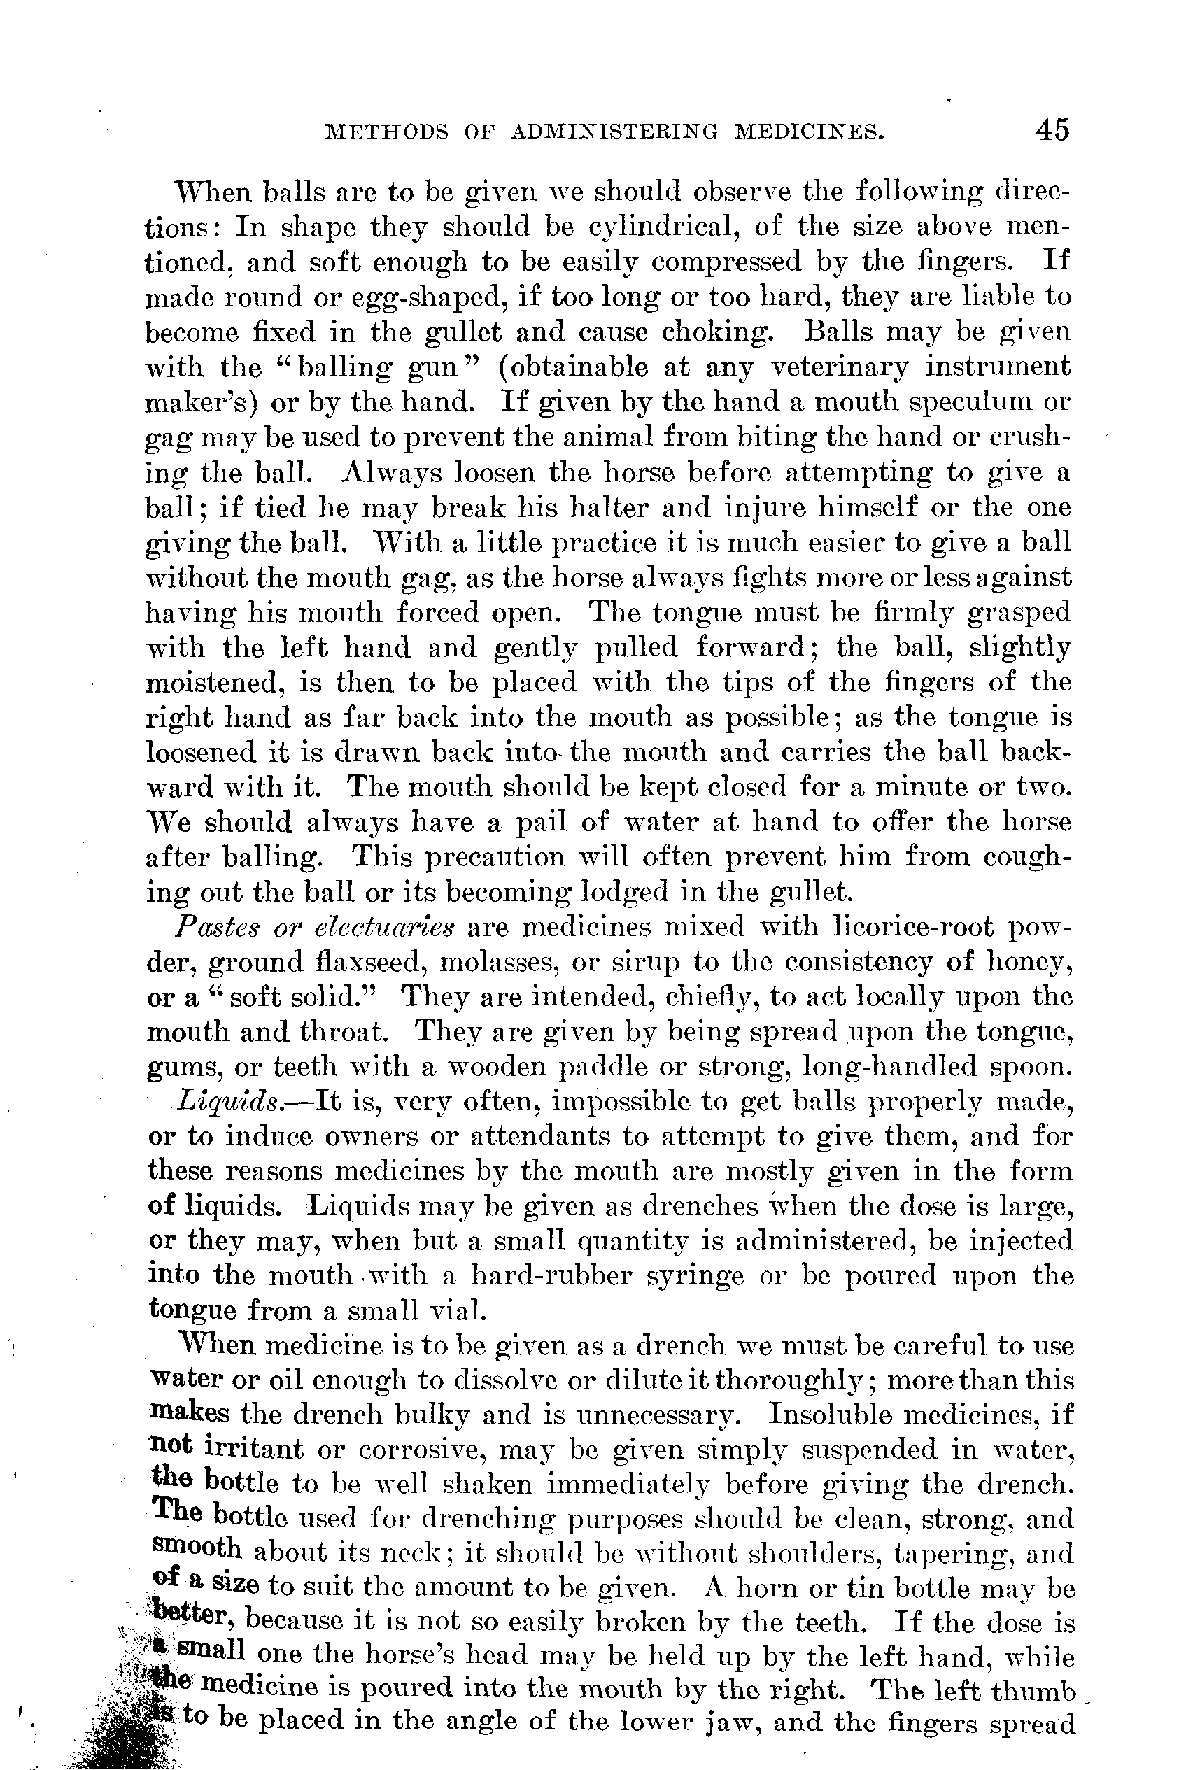 METHODS OF ADMINISTERING MEDICINES. 45
When balls are to be given we should observe the following direc-
tions: In shape they should be cylindrical, of the size above men-
tioned, and soft enough to be easily compressed by the fingers. If
made round or egg-shaped, if too long or too hard, they are liable to
become fixed in the gullet and cause choking. Balls may be given
with the "balling gun" (obtainable at any veterinary instrument
maker's) or by the hand. If given by the hand a mouth speculum or
gag may be used to prevent the animal from biting the hand or crush-
ing the ball. Always loosen the horse before attempting to give a
ball; if tied he may break his halter and injure himself or the one
giving the ball. With a little practice it is much easier to give a ball
without the mouth gag, as the horse always fights more or less against
having his mouth forced open. The tongue must be firmly grasped
with the left hand and gently pulled forward; the ball, slightly
moistened, is then to be placed with the tips of the fingers of the
right hand as far back into the mouth as possible; as the tongue is
loosened it is drawn back into the mouth and carries the ball back-
ward with it. The mouth should be kept closed for a minute or two.
We should always have a pail of water at hand to offer the horse
after balling. This precaution will often prevent him from cough-
ing out the ball or its becoming lodged in the gullet.
Pastes or electuaries are medicines mixed with licorice-root pow-
der, ground flaxseed, molasses, or sirup to the consistency of honey,
or a "soft solid." They are intended, chiefly, to act locally upon the
mouth and throat. They are given by being spread upon the tongue,
gums, or teeth with a wooden paddle or strong, long-handled spoon.
Liquids.—It is, very often, impossible to get balls properly made,
or to induce owners or attendants to attempt to give them, and for
these reasons medicines by the mouth are mostly given in the form
of liquids. Liquids may be given as drenches when the dose is large,
or they may, when but a small quantity is administered, be injected
into the mouth with a hard-rubber syringe or be poured upon the
tongue from a small vial.
When medicine is to be given as a drench we must be careful to use
water or oil enough to dissolve or dilute it thoroughly; more than this
makes the drench bulky and is unnecessary. Insoluble medicines, if
not irritant or corrosive, may be given simply suspended in water,
the bottle to be well shaken immediately before giving the drench.
The bottle used for drenching purposes should be clean, strong, and
smooth about its neck; it should be without shoulders, tapering, and
of a size to suit the amount to be given. A horn or tin bottle may be
better, because it is not so easily broken by the teeth. If the dose is
a small one the horse's head may be held up by the left hand, while
the medicine is poured into the mouth by the right. The left thumb
is to be placed in the angle of the lower jaw, and the fingers spread